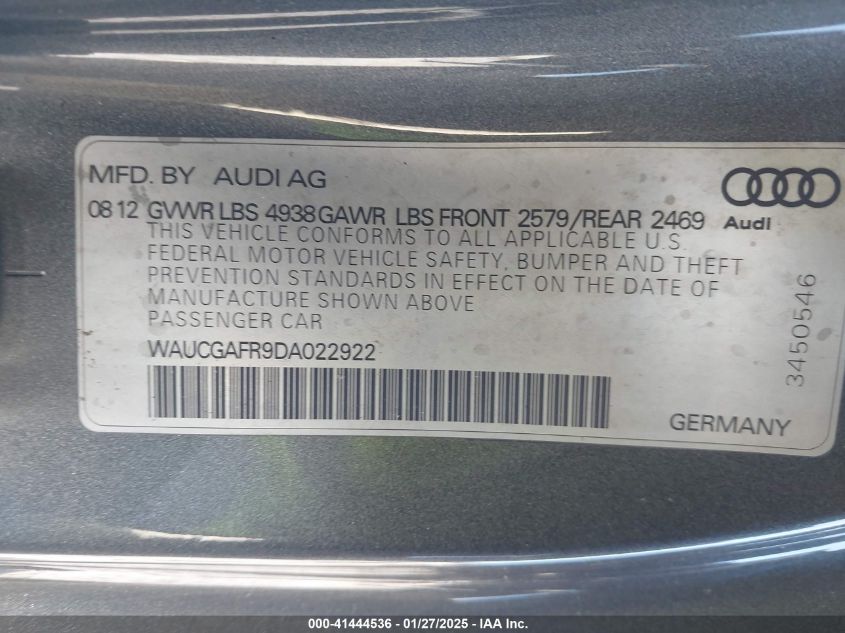 MFD. BY AUDI AG
08 12 GVWR LBS 4938 GAWR LBS FRONT 2579/REAR 2469
Audi
THIS VEHICLE CONFORMS TO ALL APPLICABLE U.S.
FEDERAL MOTOR VEHICLE SAFETY, BUMPER AND THEFT
PREVENTION STANDARDS IN EFFECT ON THE DATE OF
MANUFACTURE SHOWN ABOVE
PASSENGER CAR
WAUCGAFR9DA022922
3450546
GERMANY
000-41444536 - 01/27/2025 - IAA Inc.